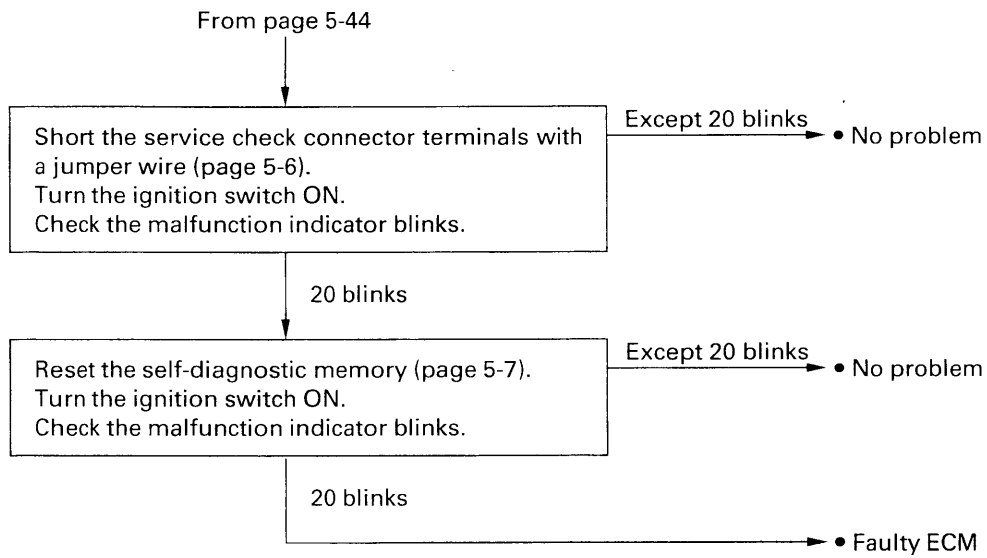 From page 5-44
Short the service check connector terminals with
a jumper wire (page 5-6).
Turn the ignition switch ON.
Check the malfunction indicator blinks.
Except 20 blinks
• No problem
20 blinks
Reset the self-diagnostic memory (page 5-7).
Turn the ignition switch ON.
Check the malfunction indicator blinks.
Except 20 blinks
• No problem
20 blinks
• Faulty ECM